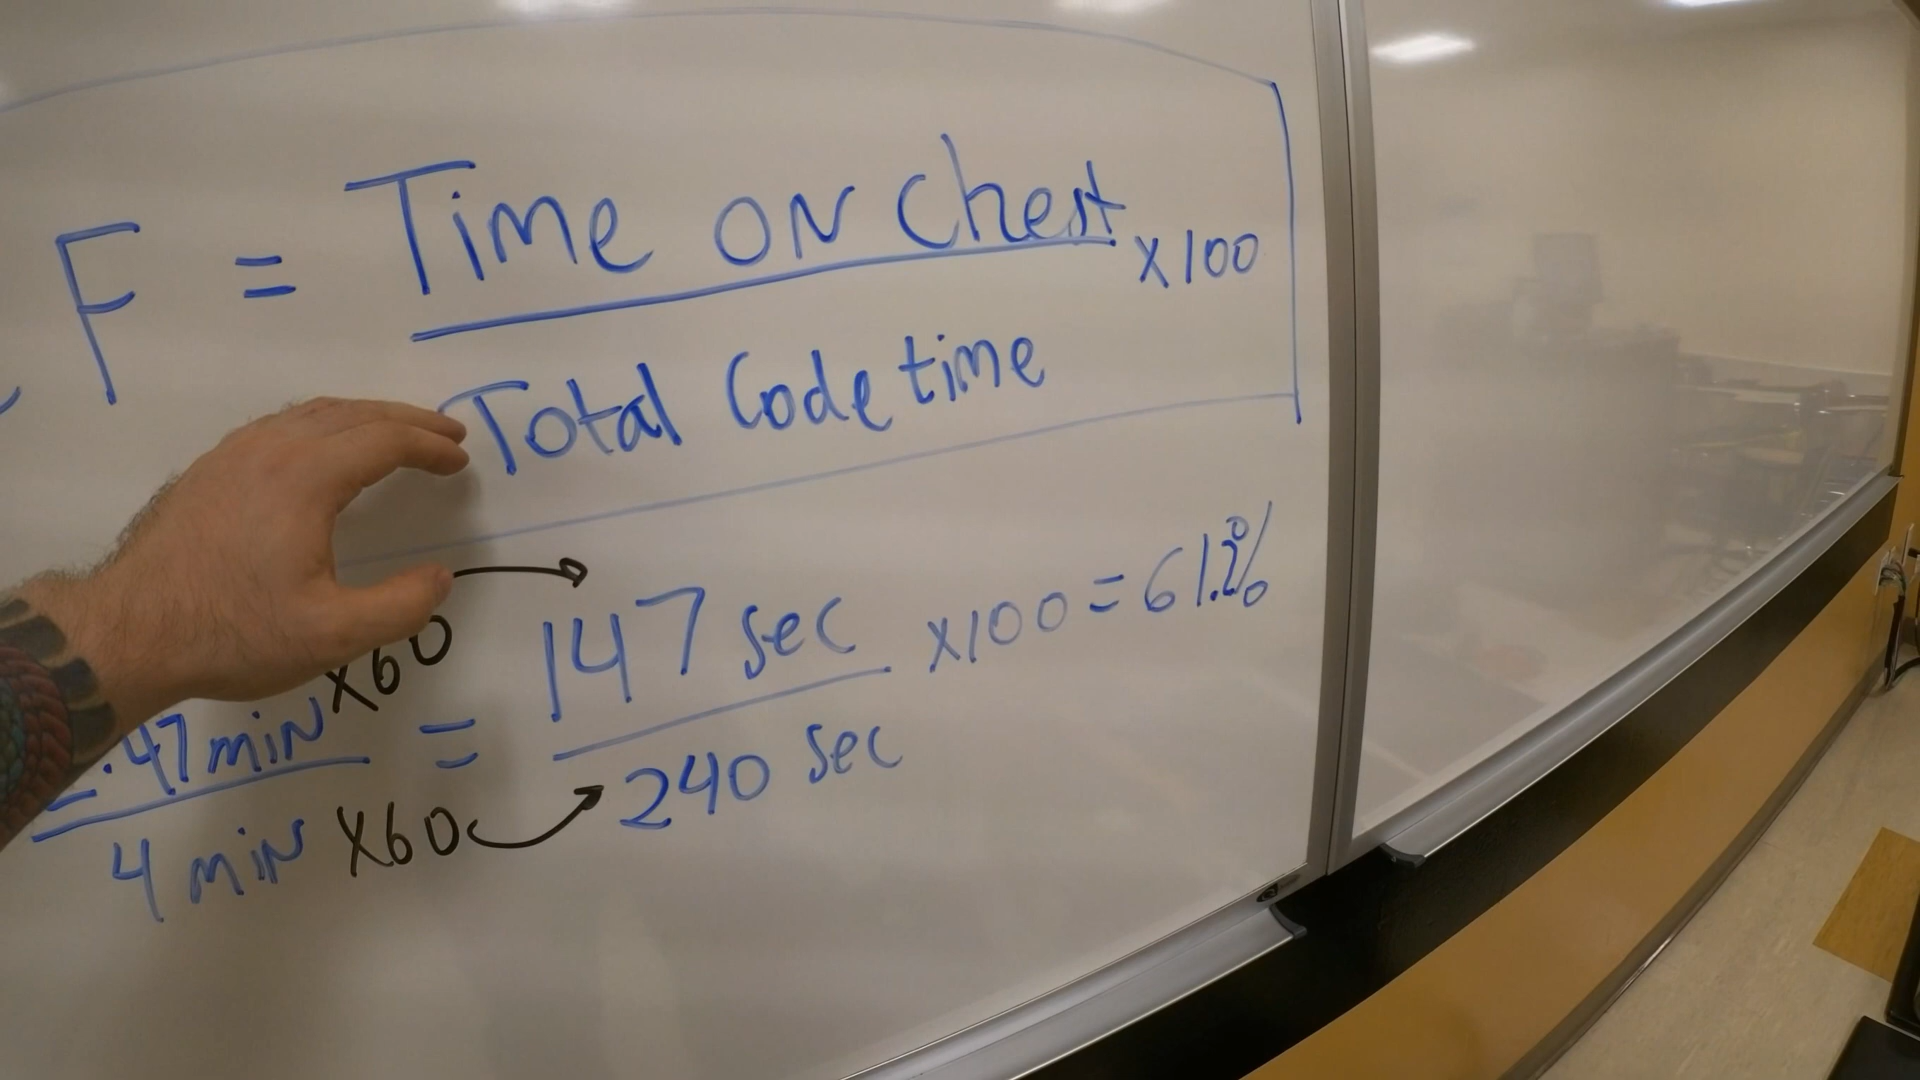 F = Time on Chest x100
Total Code time
.47 min x60 = 147 sec x100 = 61.2%
4 min x60 240 sec